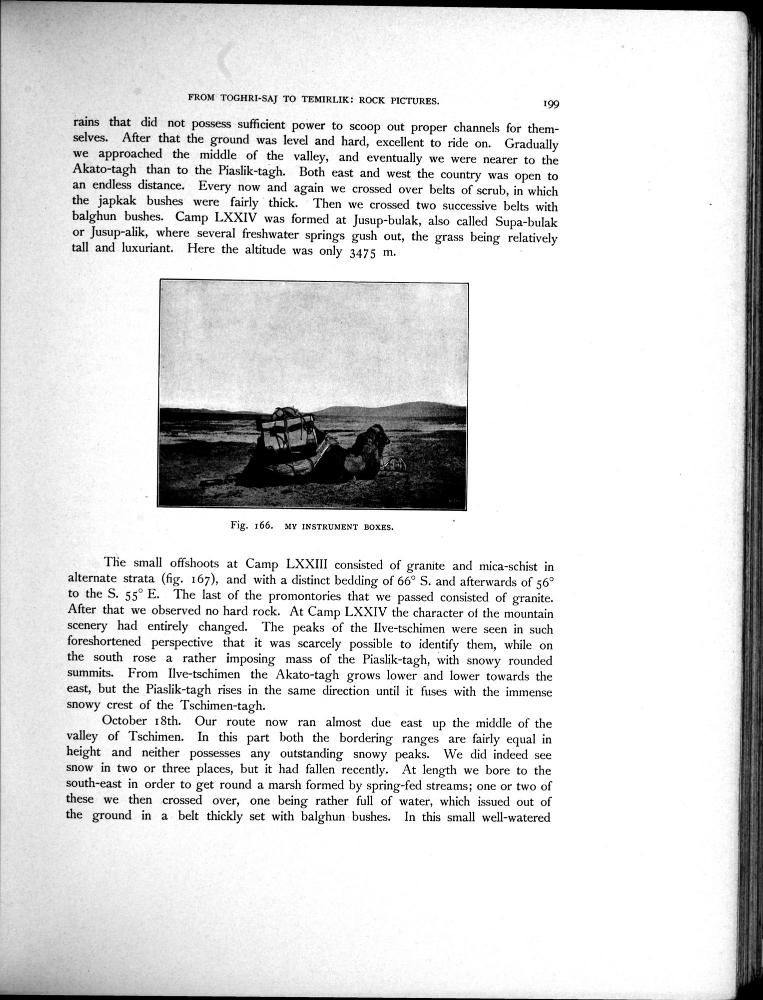 FROM TOGHRI-SAJ TO TEMIRLIK: ROCK PICTURES. 199
rains that did not possess sufficient power to scoop out proper channels for them-
selves. After that the ground was level and hard, excellent to ride on. Gradually
we approached the middle of the valley, and eventually we were nearer to the
Akato-tagh than to the Piaslik-tagh. Both east and west the country was open to
an endless distance. Every now and again we crossed over belts of scrub, in which
the japkak bushes were fairly thick. Then we crossed two successive belts with
balghun bushes. Camp LXXIV was formed at Jusup-bulak, also called Supa-bulak
or Jusup-alik, where several freshwater springs gush out, the grass being relatively
tall and luxuriant. Here the altitude was only 3475 m.
Fig. 166. MY INSTRUMENT BOXES.
The small offshoots at Camp LXXIII consisted of granite and mica-schist in
alternate strata (fig. 167), and with a distinct bedding of 66° S. and afterwards of 56°
to the S. 55° E. The last of the promontories that we passed consisted of granite.
After that we observed no hard rock. At Camp LXXIV the character of the mountain
scenery had entirely changed. The peaks of the Ilve-tschimen were seen in such
foreshortened perspective that it was scarcely possible to identify them, while on
the south rose a rather imposing mass of the Piaslik-tagh, with snowy rounded
summits. From Ilve-tschimen the Akato-tagh grows lower and lower towards the
east, but the Piaslik-tagh rises in the same direction until it fuses with the immense
snowy crest of the Tschimen-tagh.
October 18th. Our route now ran almost due east up the middle of the
valley of Tschimen. In this part both the bordering ranges are fairly equal in
height and neither possesses any outstanding snowy peaks. We did indeed see
snow in two or three places, but it had fallen recently. At length we bore to the
south-east in order to get round a marsh formed by spring-fed streams; one or two of
these we then crossed over, one being rather full of water, which issued out of
the ground in a belt thickly set with balghun bushes. In this small well-watered